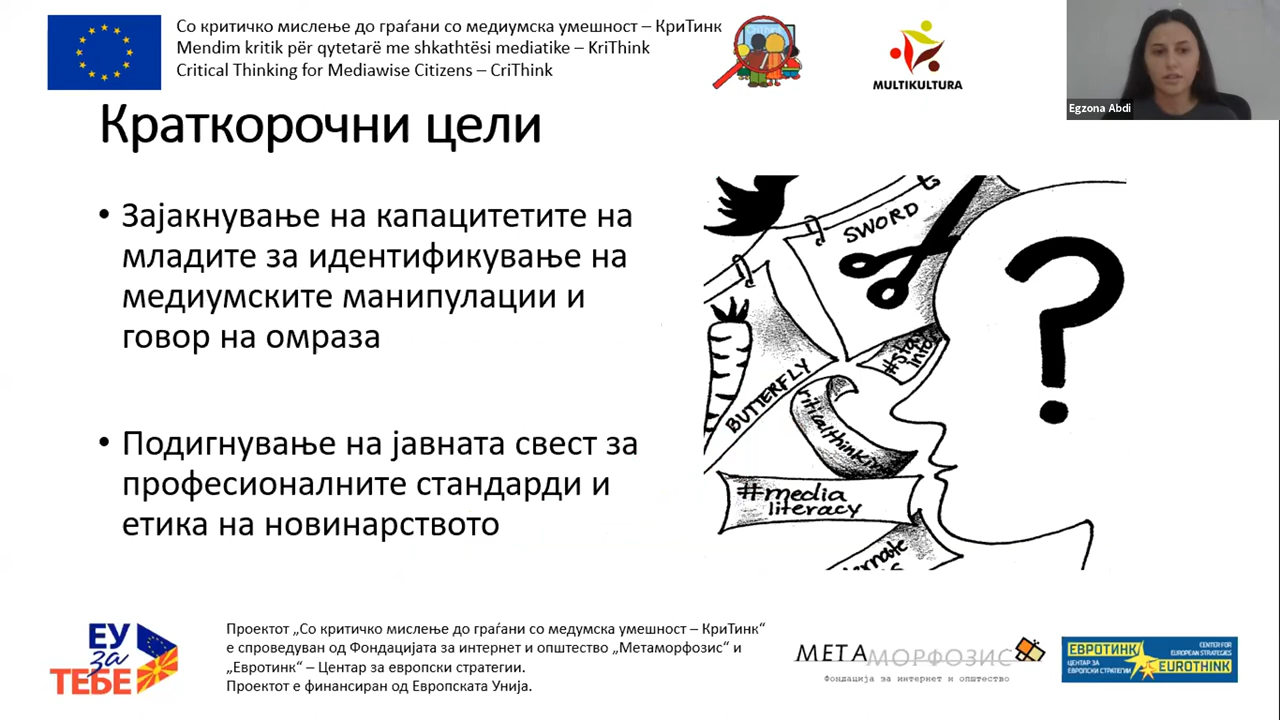 Со критичко мислење до граѓани со медиумска умешност – КриТинк
Mendim kritik për qytetarë me shkathtësi mediatike – KriThink
Critical Thinking for Mediawise Citizens – CriThink
MULTIKULTURA
Egzona Abdi
Краткорочни цели
• Зајакнување на капацитетите на
младите за идентификување на
медиумските манипулации и
говор на омраза
• Подигнување на јавната свест за
професионалните стандарди и
етика на новинарството
SWORD
BUTTERFLY
#media
literacy
ЕУ
за
ТЕБЕ
Проектот „Со критичко мислење до граѓани со медумска умешност – КриТинк“
е спроведуван од Фондацијата за интернет и општество „Метаморфозис“ и
„Евротинк“ – Центар за европски стратегии.
Проектот е финансиран од Европската Унија.
МЕТАМОРФОЗИС
Фондација за интернет и општество
ЕВРОТИНК
ЦЕНТАР ЗА
ЕВРОПСКИ СТРАТЕГИИ
CENTER FOR
EUROPEAN STRATEGIES
EUROTHINK